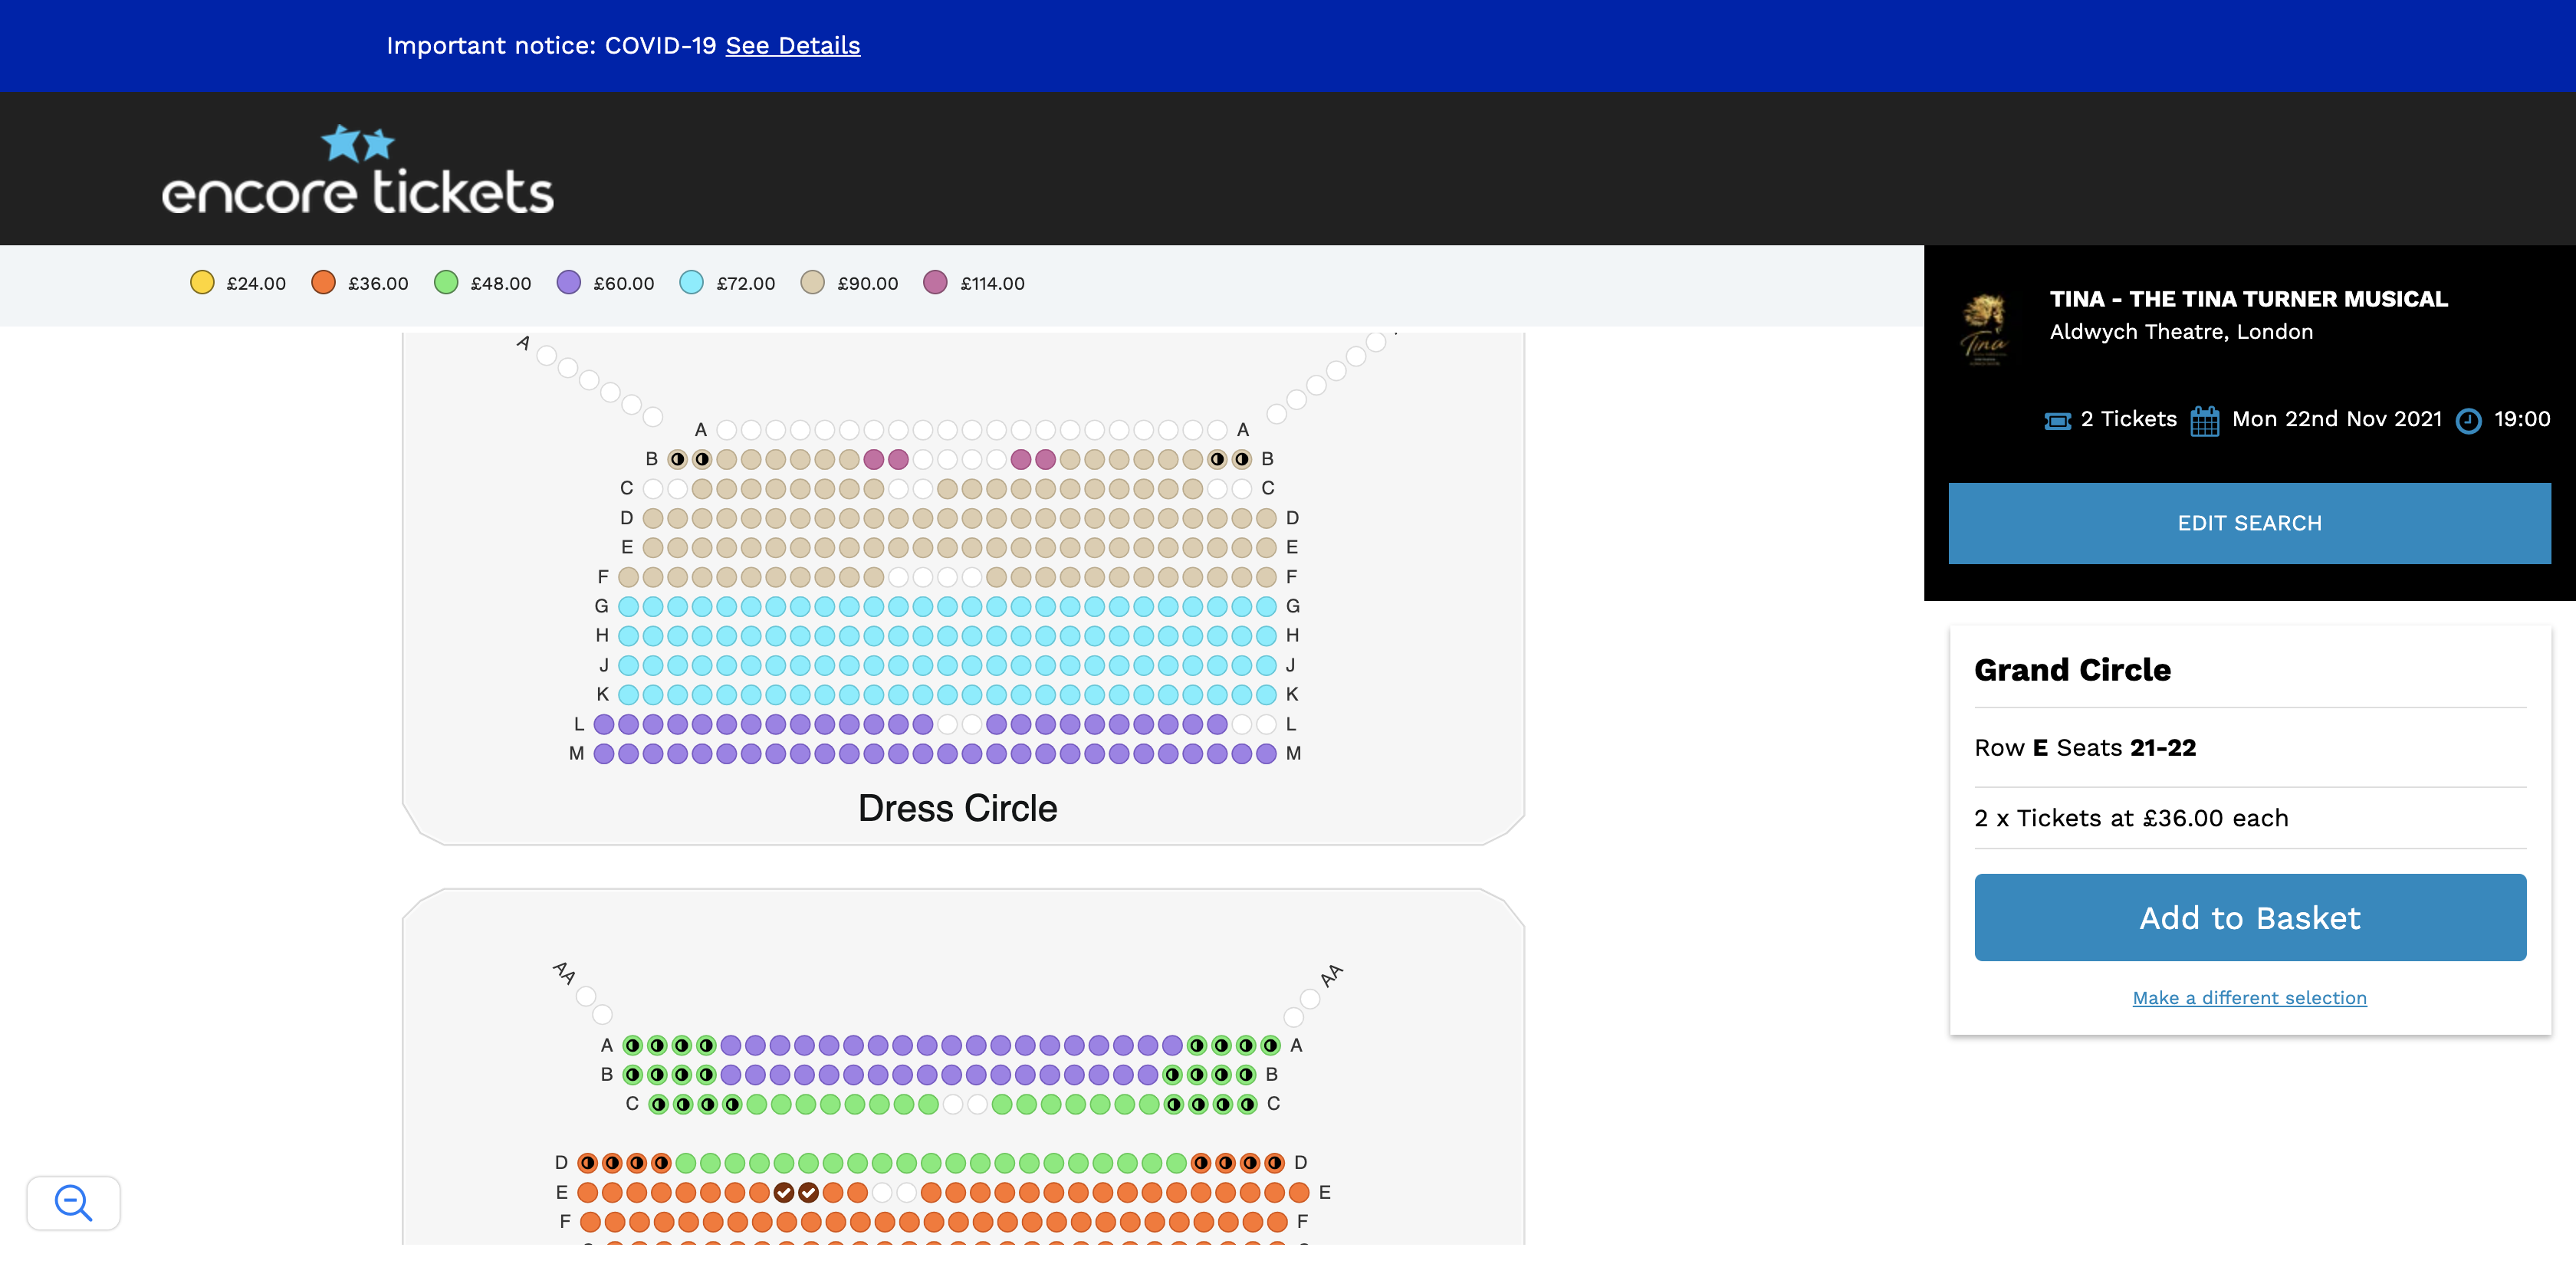 Important notice: COVID-19 See Details
encore tickets
£24.00 £36.00 £48.00 £60.00 £72.00 £90.00 £114.00
TINA - THE TINA TURNER MUSICAL
Aldwych Theatre, London
Tina
2 Tickets Mon 22nd Nov 2021 19:00
EDIT SEARCH
A
A A
B B
C C
D D
E E
F F
G G
H H
J J
K K
L L
M M
Dress Circle
AA AA
A A
B B
C C
D D
E E
F F
Grand Circle
Row E Seats 21-22
2 x Tickets at £36.00 each
Add to Basket
Make a different selection